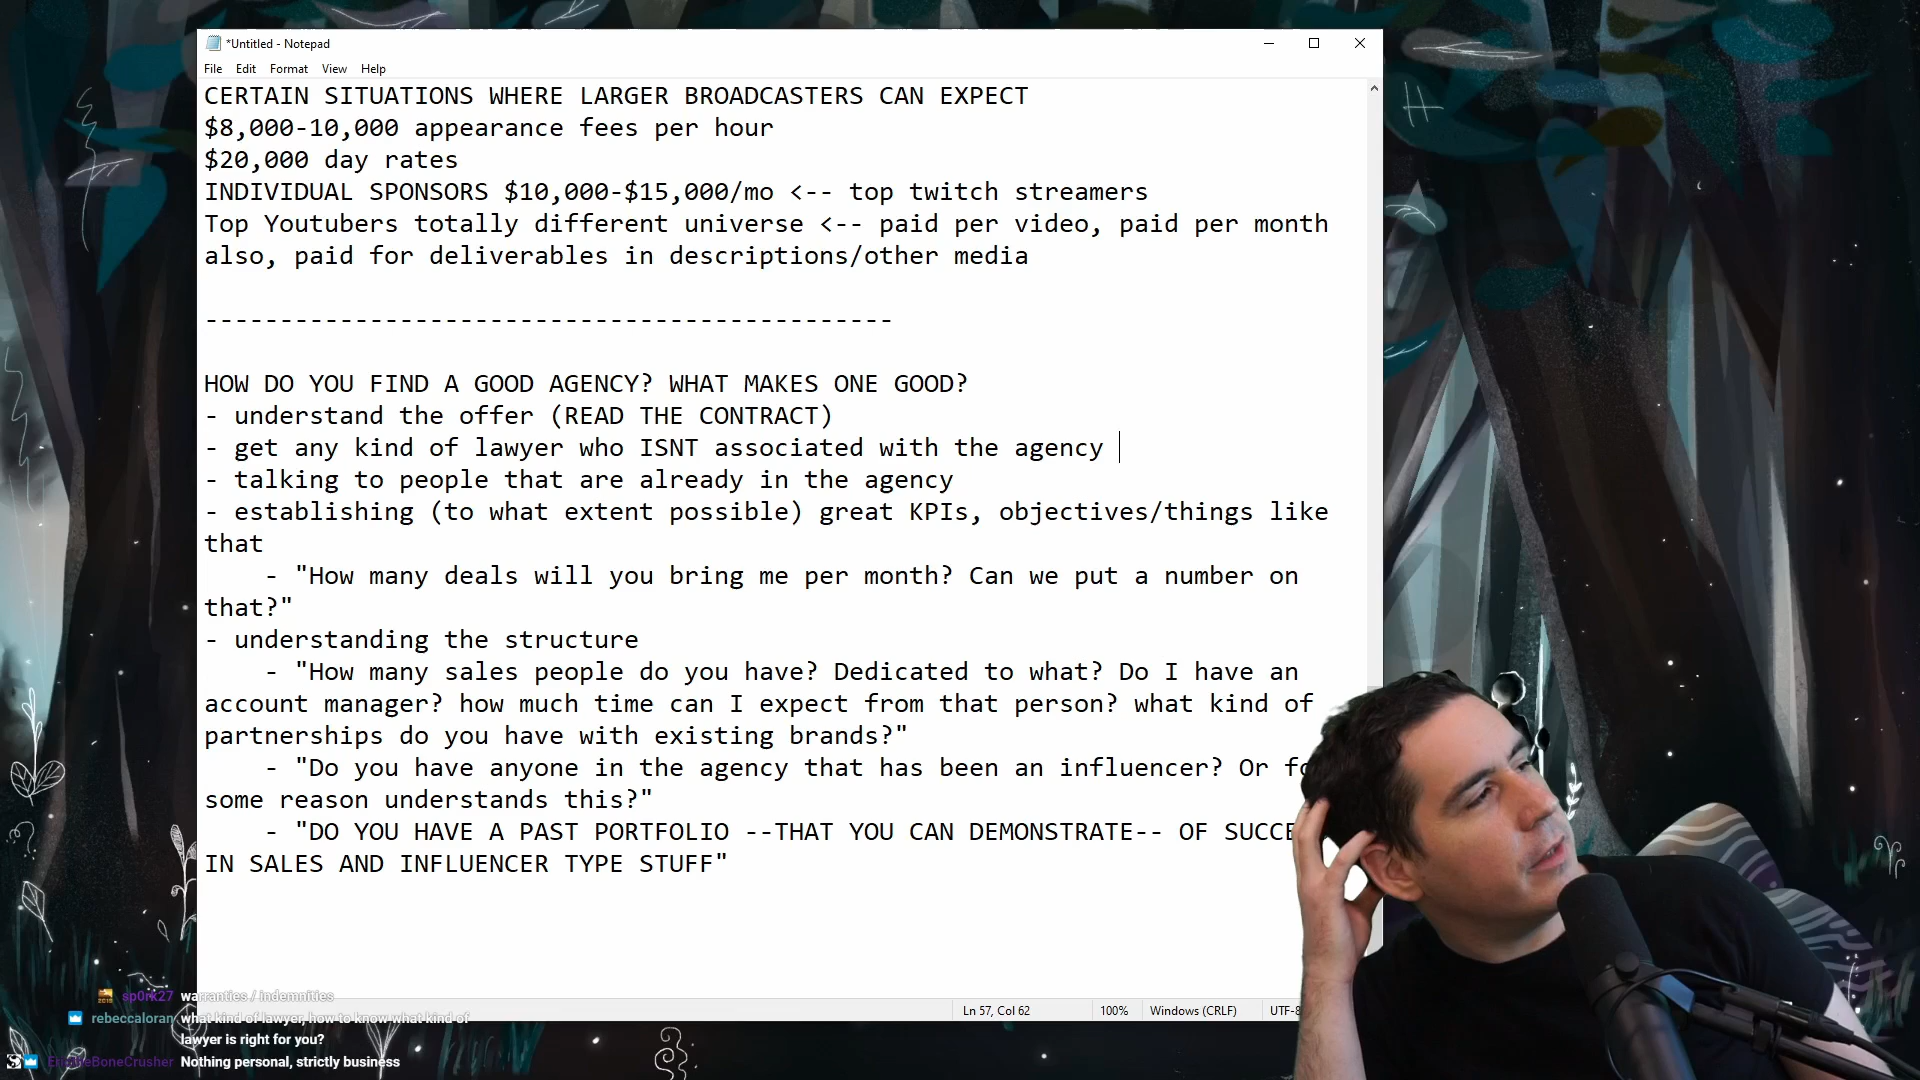 *Untitled - Notepad
File Edit Format View Help
CERTAIN SITUATIONS WHERE LARGER BROADCASTERS CAN EXPECT
$8,000-10,000 appearance fees per hour
$20,000 day rates
INDIVIDUAL SPONSORS $10,000-$15,000/mo <-- top twitch streamers
Top Youtubers totally different universe <-- paid per video, paid per month
also, paid for deliverables in descriptions/other media
----------------------------------------------
HOW DO YOU FIND A GOOD AGENCY? WHAT MAKES ONE GOOD?
- understand the offer (READ THE CONTRACT)
- get any kind of lawyer who ISNT associated with the agency
- talking to people that are already in the agency
- establishing (to what extent possible) great KPIs, objectives/things like
that
- "How many deals will you bring me per month? Can we put a number on
that?"
- understanding the structure
- "How many sales people do you have? Dedicated to what? Do I have an
account manager? how much time can I expect from that person? what kind of
partnerships do you have with existing brands?"
- "Do you have anyone in the agency that has been an influencer? Or
some reason understands this?"
- "DO YOU HAVE A PAST PORTFOLIO --THAT YOU CAN DEMONSTRATE-- OF
IN SALES AND INFLUENCER TYPE STUFF"
sp0rk27 warranties / indemnities
rebeccaloran what kind of lawyer, how to know what kind of
lawyer is right for you?
Nothing personal, strictly business
Ln 57, Col 62 100% Windows (CRLF) UTF-8